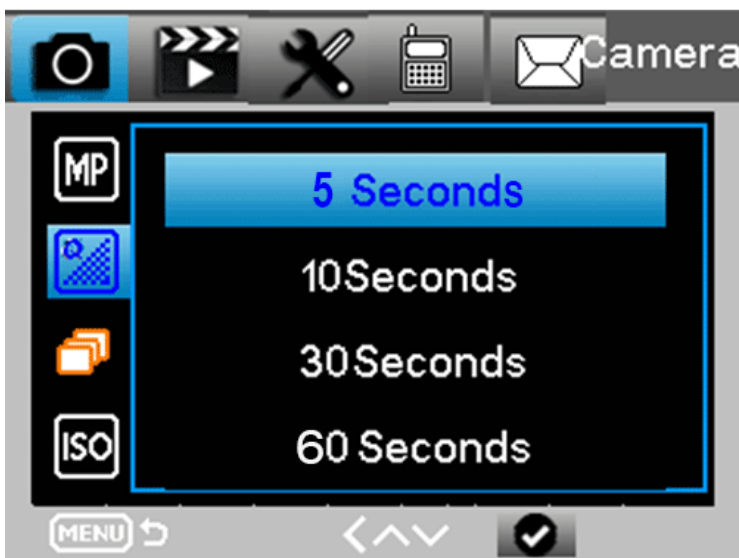 Camera
MP
5 Seconds
10Seconds
30Seconds
60 Seconds
ISO
MENU